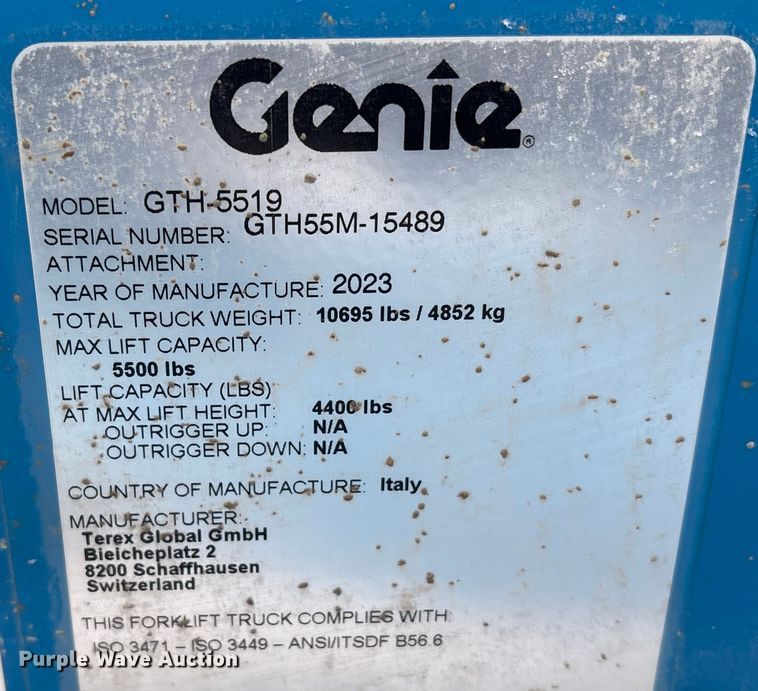 Genie®
MODEL: GTH-5519
SERIAL NUMBER: GTH55M-15489
ATTACHMENT:
YEAR OF MANUFACTURE: 2023
TOTAL TRUCK WEIGHT: 10695 lbs / 4852 kg
MAX LIFT CAPACITY:
5500 lbs
LIFT CAPACITY (LBS)
AT MAX LIFT HEIGHT: 4400 lbs
OUTRIGGER UP: N/A
OUTRIGGER DOWN: N/A
COUNTRY OF MANUFACTURE: Italy
MANUFACTURER:
Terex Global GmbH
Bleicheplatz 2
8200 Schaffhausen
Switzerland
THIS FORKLIFT TRUCK COMPLIES WITH:
ISO 3471 – ISO 3449 – ANSI/ITSDF B56.6
Purple Wave Auction